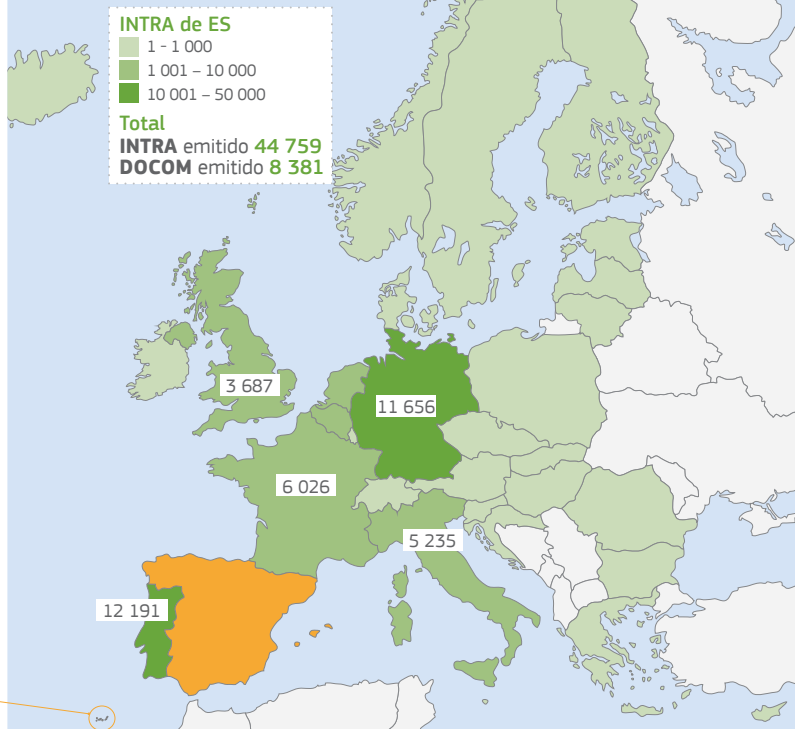 INTRA de ES
1 - 1 000
1 001 – 10 000
10 001 – 50 000
Total
INTRA emitido 44 759
DOCOM emitido 8 381
3 687
11 656
6 026
5 235
12 191